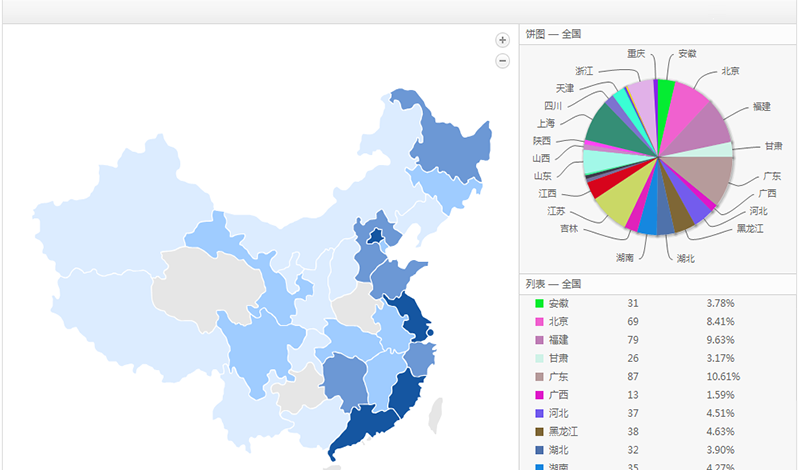 饼图 — 全国
重庆
安徽
浙江
北京
天津
四川
福建
上海
陕西
甘肃
山西
山东
广东
江西
广西
江苏
河北
吉林
黑龙江
湖南
湖北
列表 — 全国
安徽 31 3.78%
北京 69 8.41%
福建 79 9.63%
甘肃 26 3.17%
广东 87 10.61%
广西 13 1.59%
河北 37 4.51%
黑龙江 38 4.63%
湖北 32 3.90%
湖南 35 4.27%